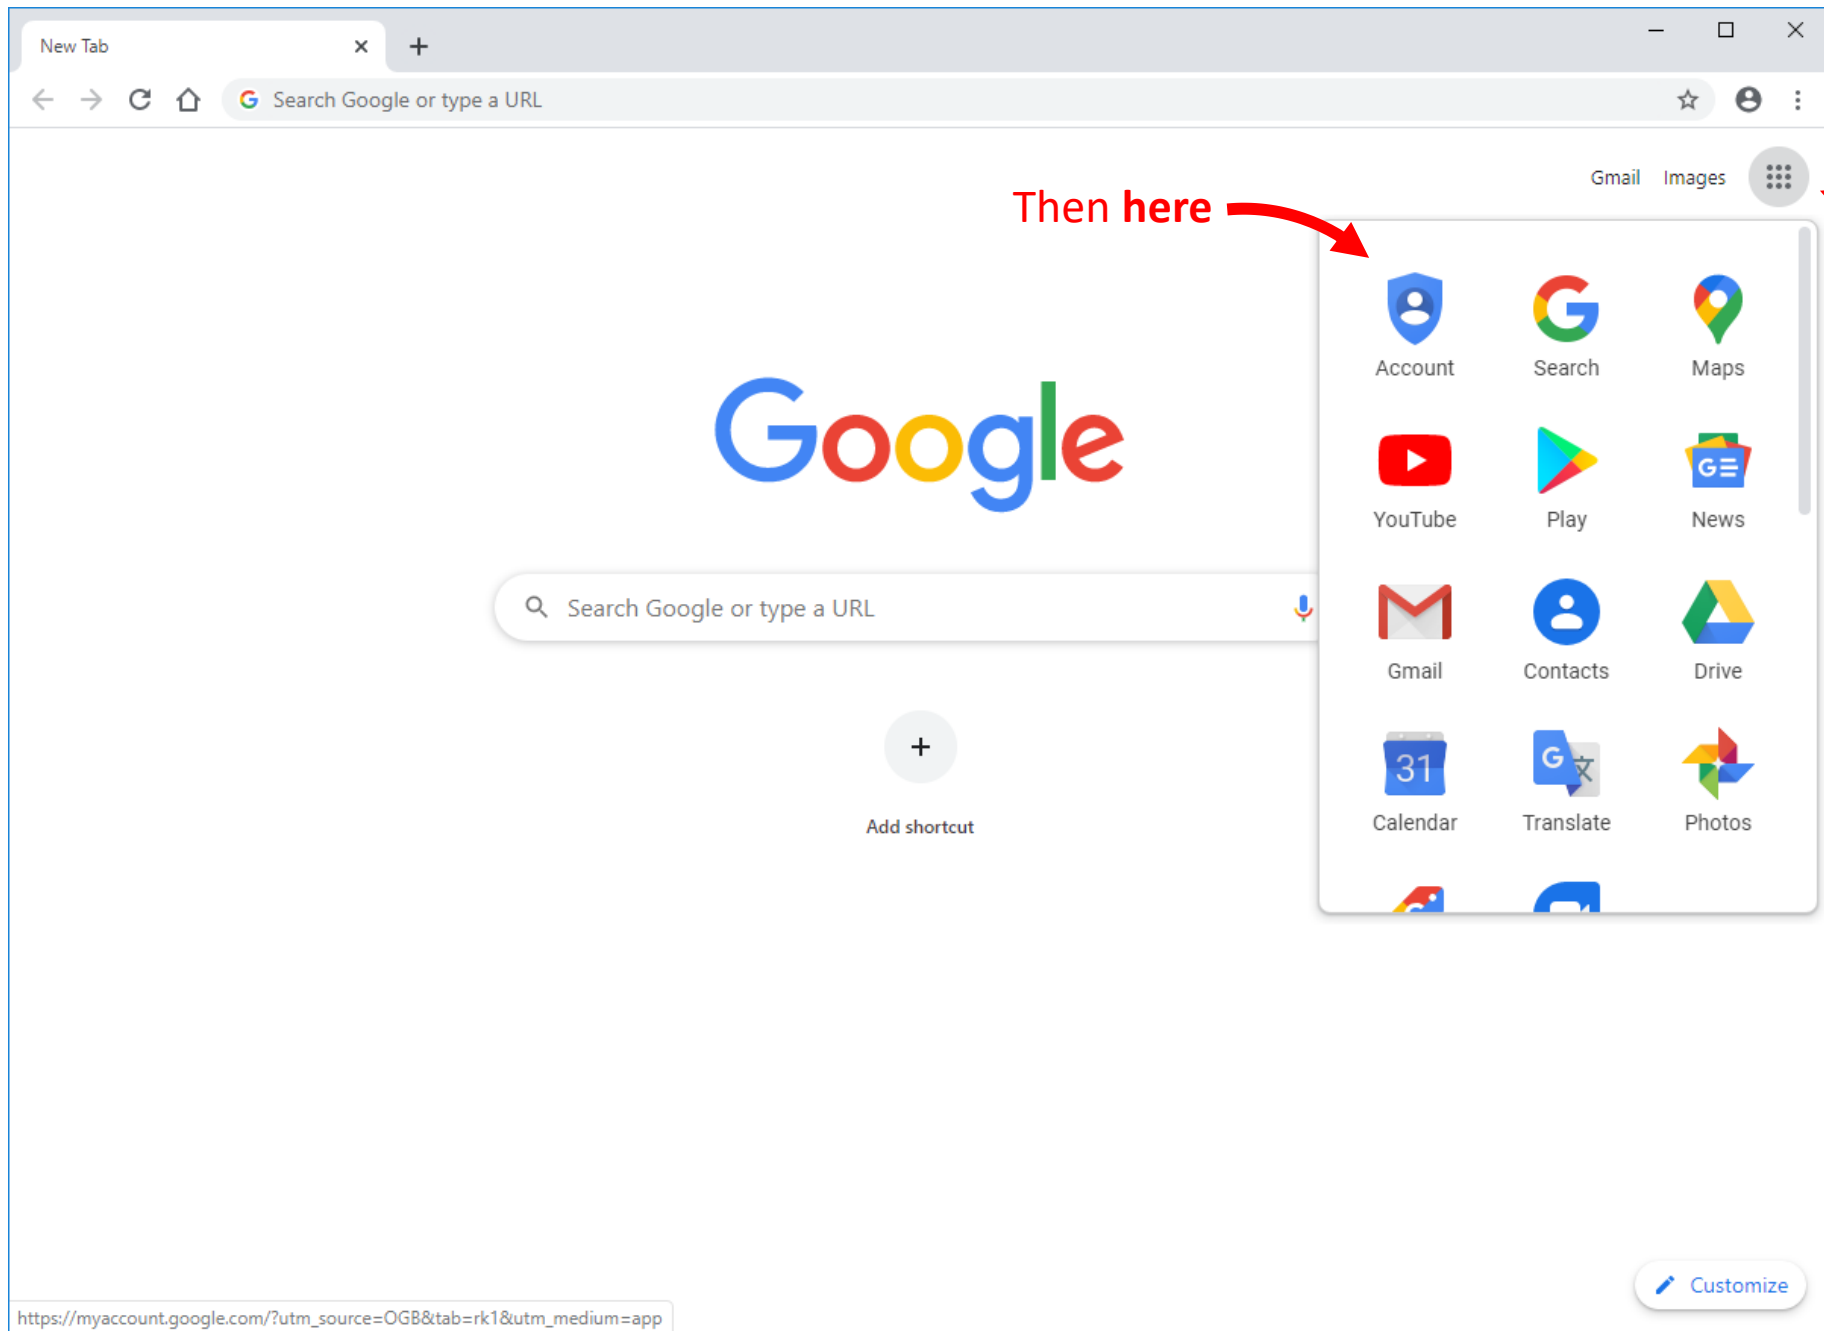 New Tab
Search Google or type a URL
Gmail Images
Then here
Account Search Maps
Google
YouTube Play News
Search Google or type a URL
Gmail Contacts Drive
31 G 文
Calendar Translate Photos
Add shortcut
Customize
https://myaccount.google.com/?utm_source=OGB&tab=rk1&utm_medium=app